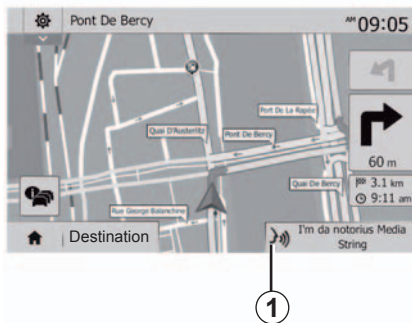 Pont De Bercy
AM 09:05
Port De La Rapée
Quai D'Austerlitz
Pont De Bercy
60 m
Quai De Bercy
3.1 km
9:11 am
Rue George Balanchine
Destination
I'm da notorius Media
String
1